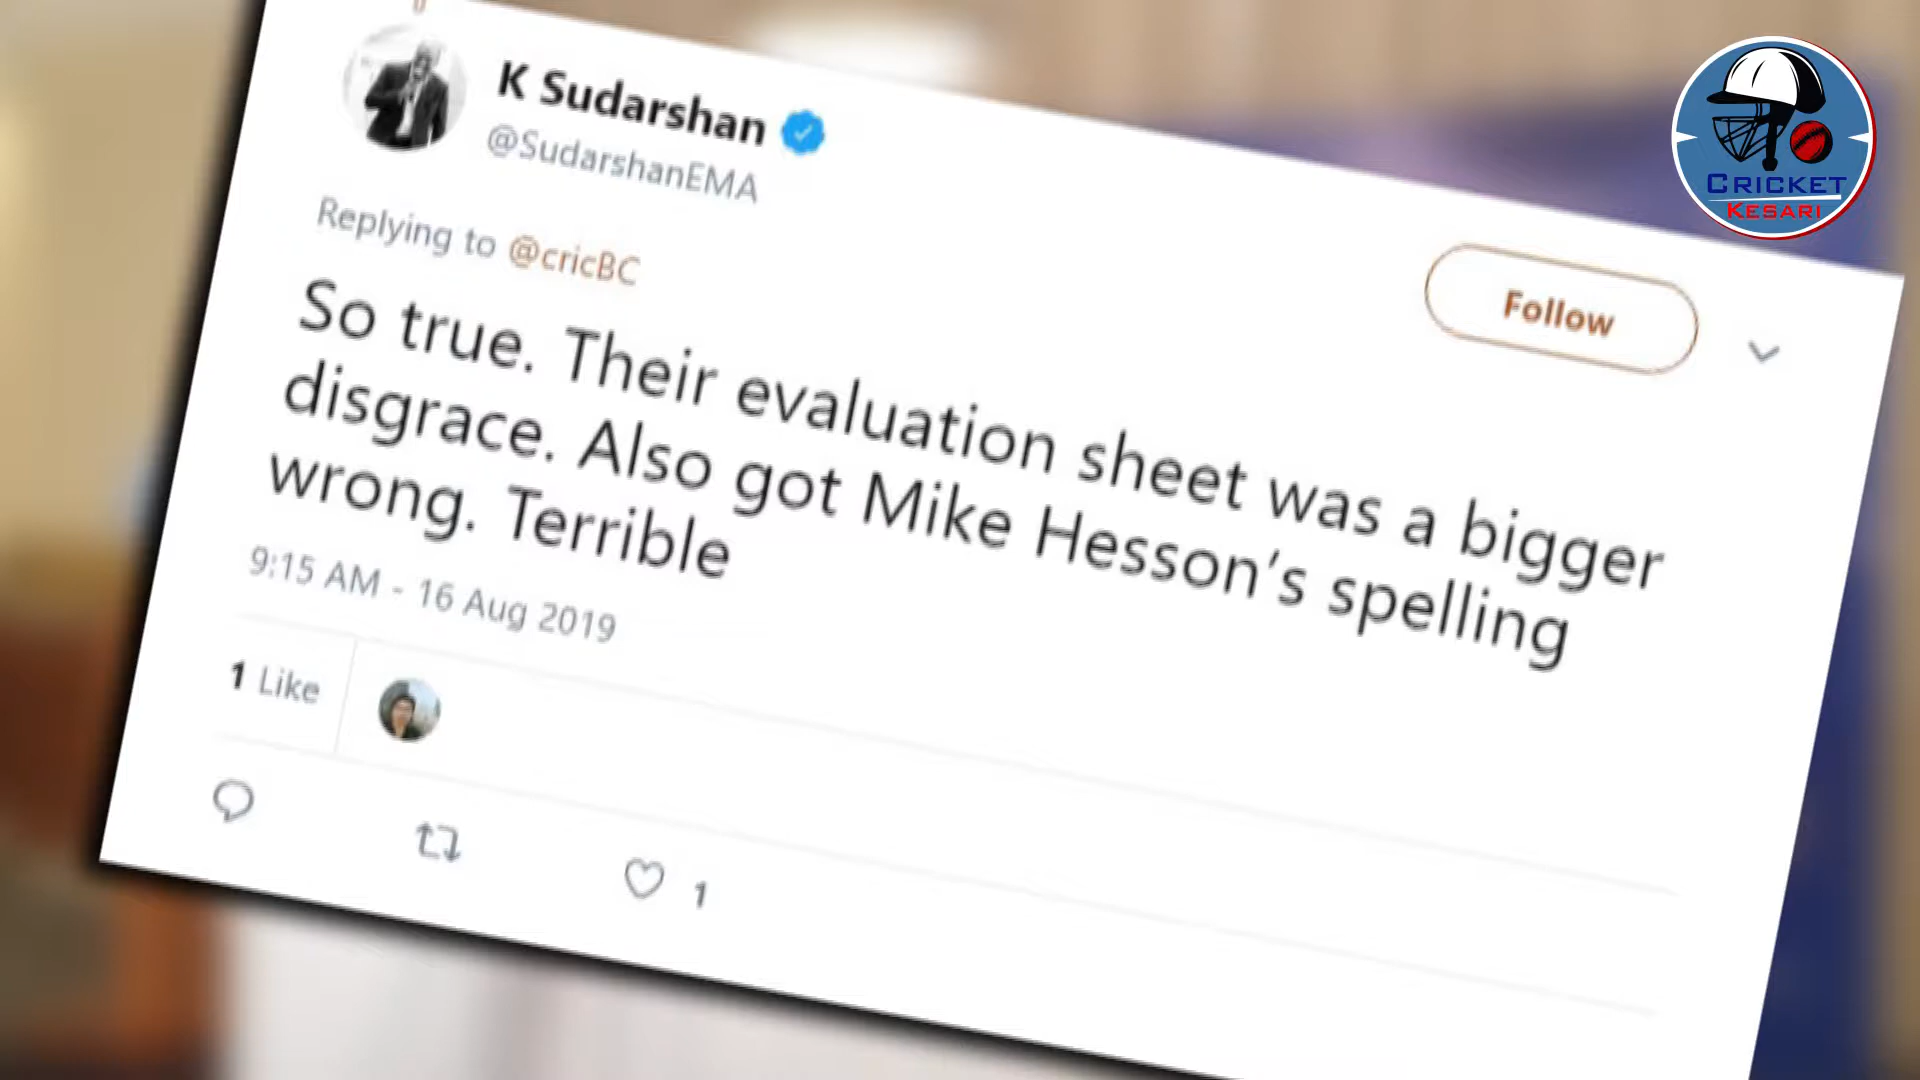 K Sudarshan
@SudarshanEMA
Replying to @cricBC
Follow
So true. Their evaluation sheet was a bigger
disgrace. Also got Mike Hesson's spelling
wrong. Terrible
9:15 AM - 16 Aug 2019
1 Like
1
CRICKET
KESARI